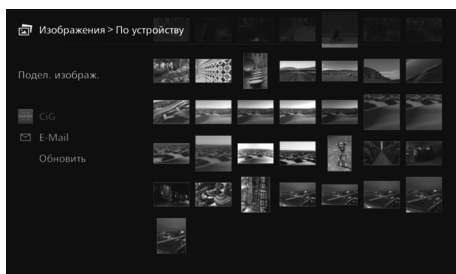 Изображения > По устройству
Подел. изображ.
CiG
E-Mail
Обновить